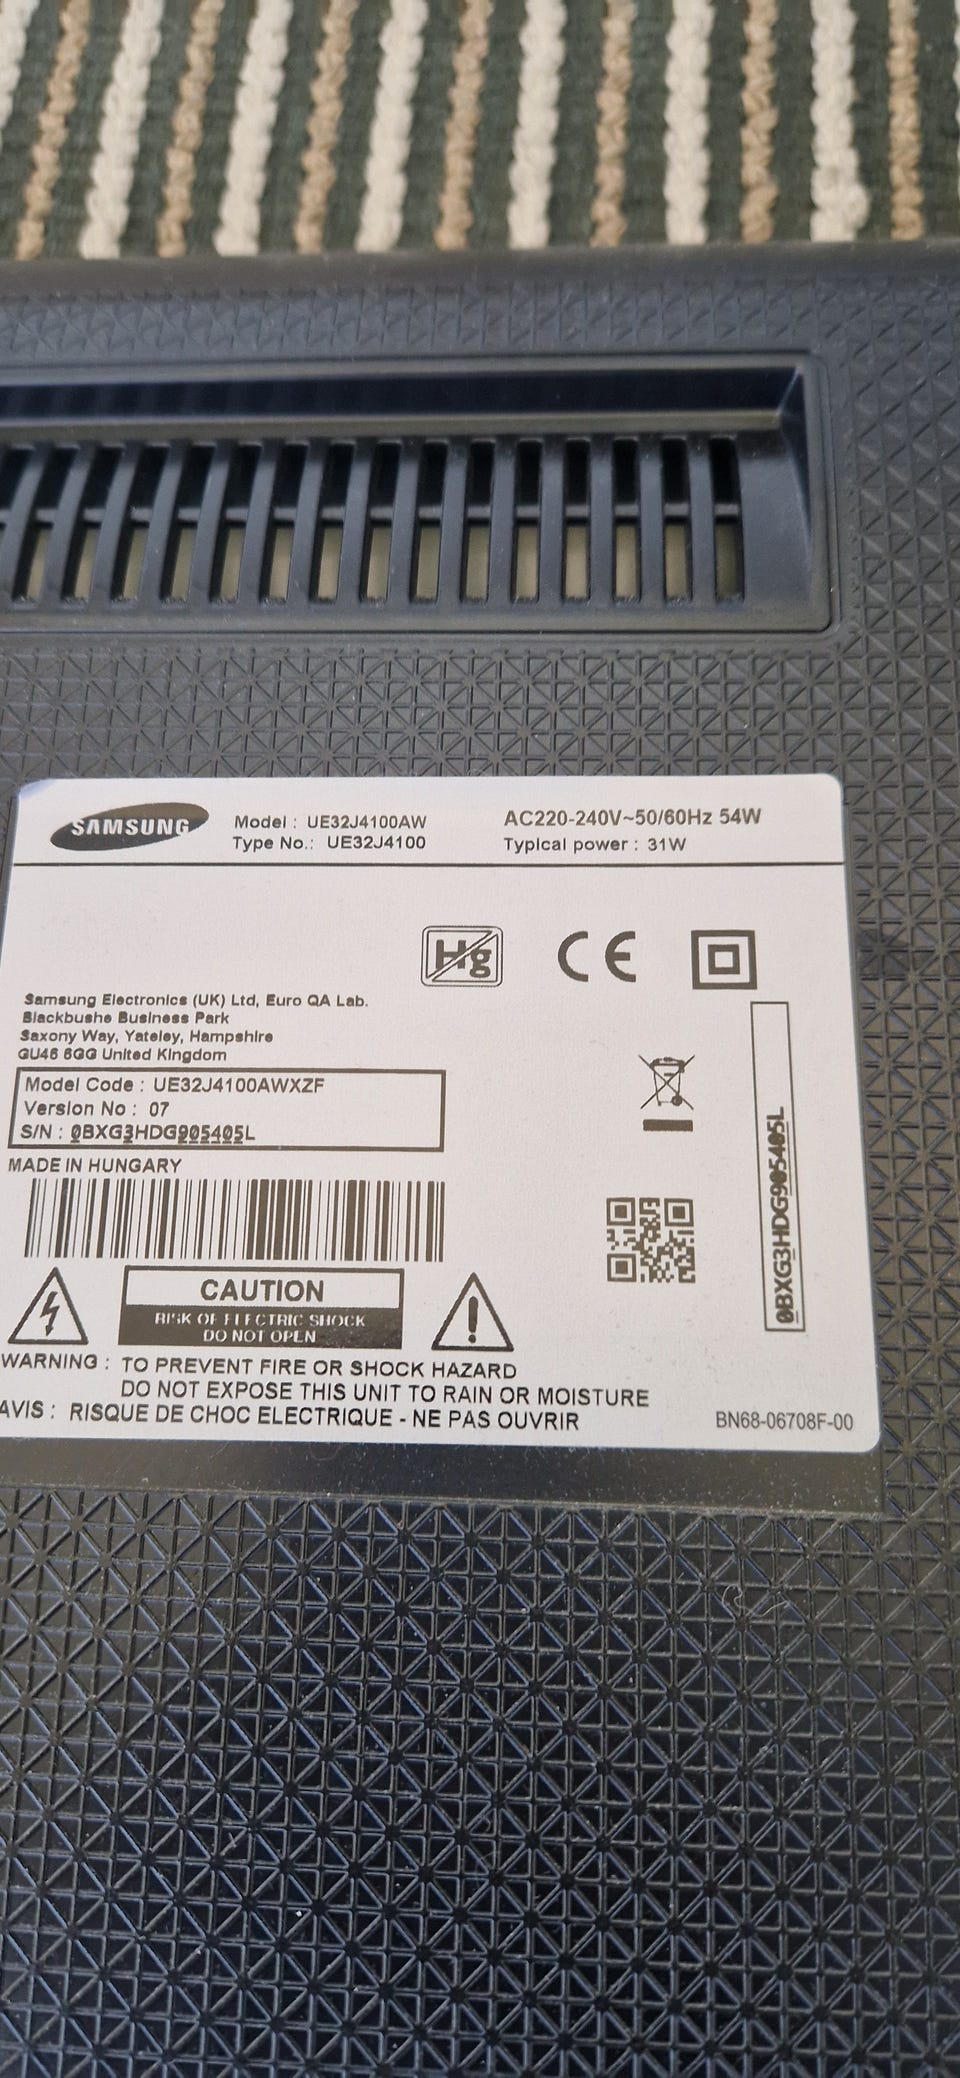 SAMSUNG
Model : UE32J4100AW
Type No.: UE32J4100
AC220-240V~50/60Hz 54W
Typical power : 31W
Hg
CE
Samsung Electronics (UK) Ltd, Euro QA Lab.
Blackbushe Business Park
Saxony Way, Yateley, Hampshire
GU46 6GG United Kingdom
Model Code : UE32J4100AWXZF
Version No : 07
S/N : 0BXG3HDG905405L
MADE IN HUNGARY
0BXG3HDG905405L
CAUTION
RISK OF ELECTRIC SHOCK
DO NOT OPEN
WARNING : TO PREVENT FIRE OR SHOCK HAZARD
DO NOT EXPOSE THIS UNIT TO RAIN OR MOISTURE
AVIS : RISQUE DE CHOC ELECTRIQUE - NE PAS OUVRIR
BN68-06708F-00